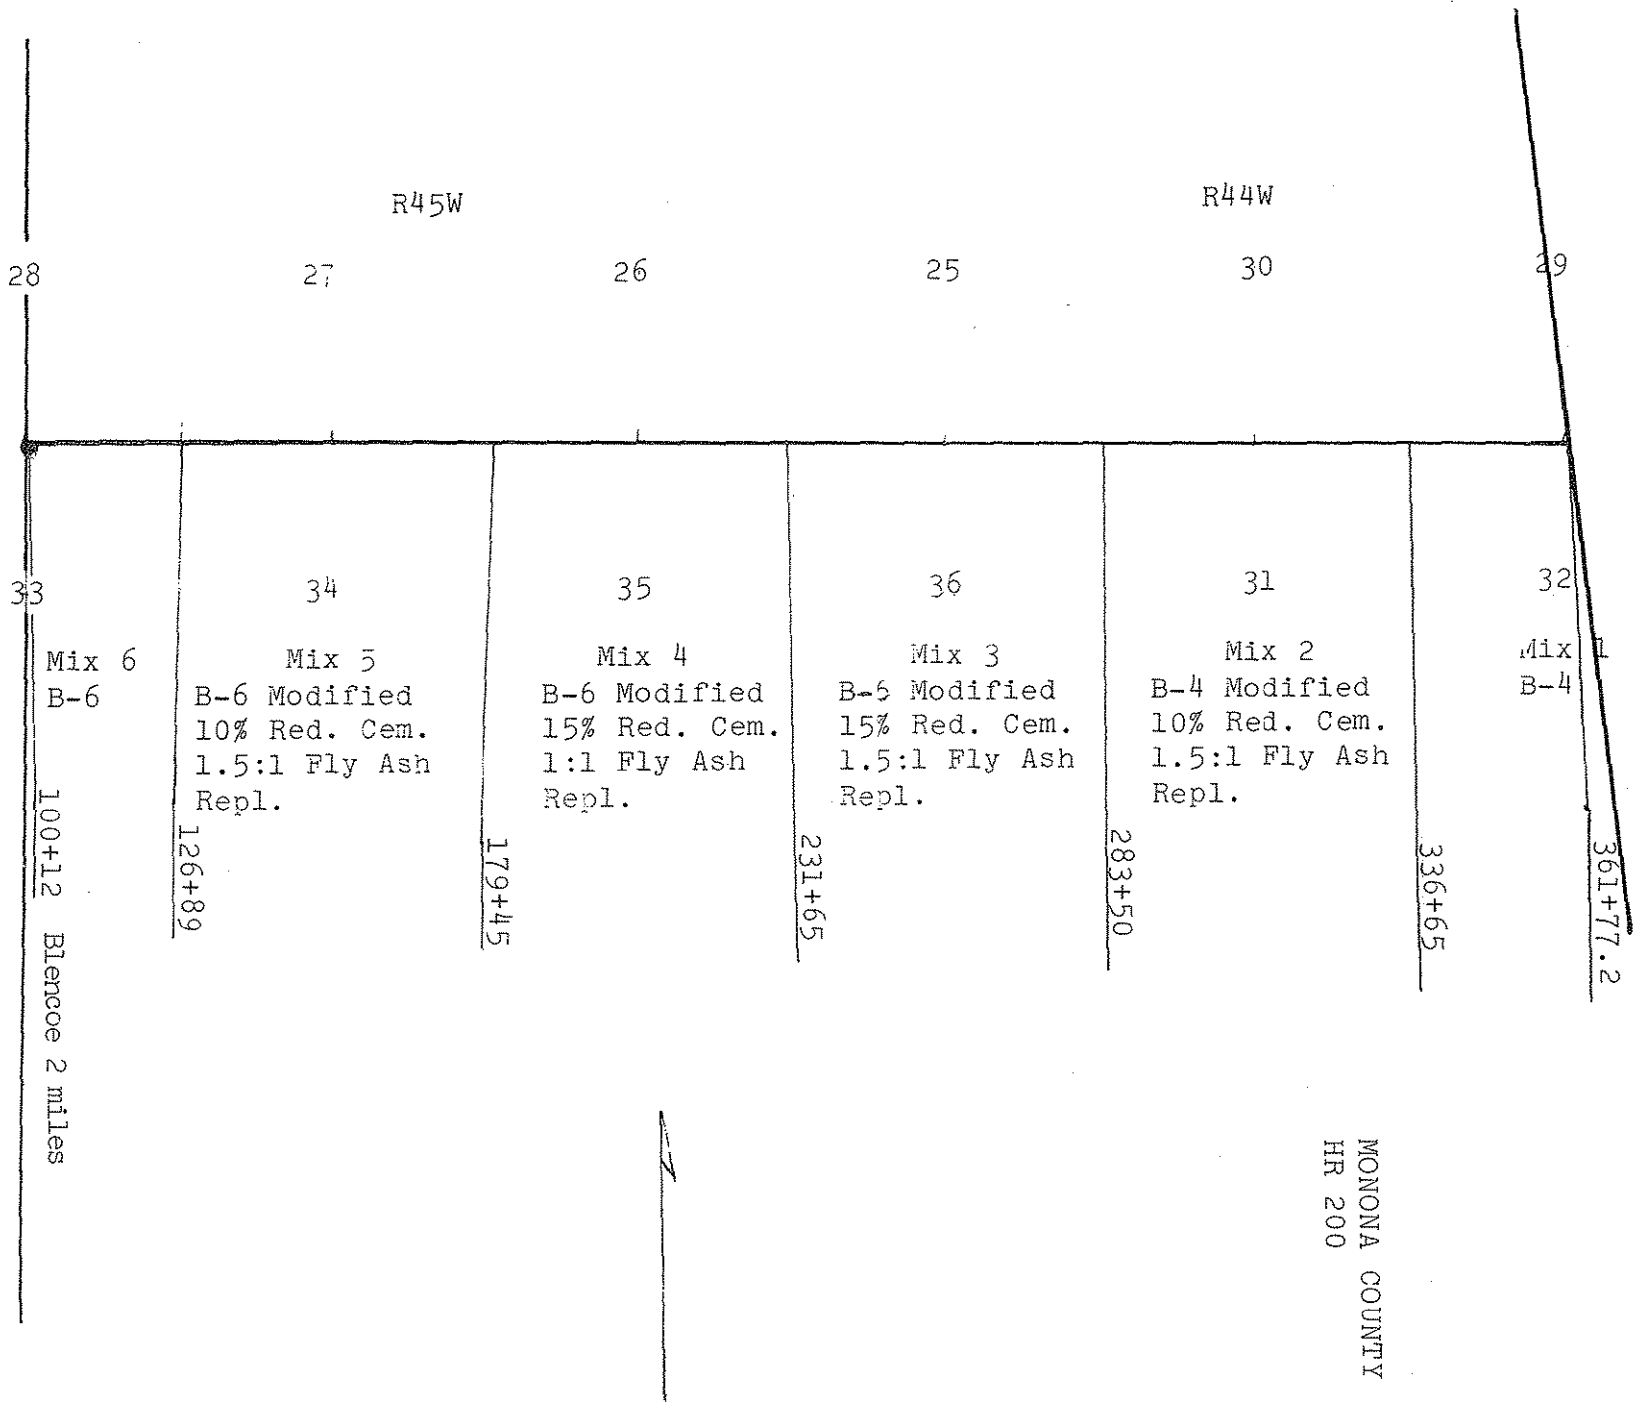 R45W
R44W
28
27
26
25
30
29
33
34
35
36
31
32
Mix 6
B-6
Mix 5
B-6 Modified
10% Red. Cem.
1.5:1 Fly Ash
Repl.
Mix 4
B-6 Modified
15% Red. Cem.
1:1 Fly Ash
Repl.
Mix 3
B-5 Modified
15% Red. Cem.
1.5:1 Fly Ash
Repl.
Mix 2
B-4 Modified
10% Red. Cem.
1.5:1 Fly Ash
Repl.
Mix 1
B-4
100+12 Blencoe 2 miles
126+89
179+45
231+65
283+50
336+65
361+77.2
MONONA COUNTY
HR 200